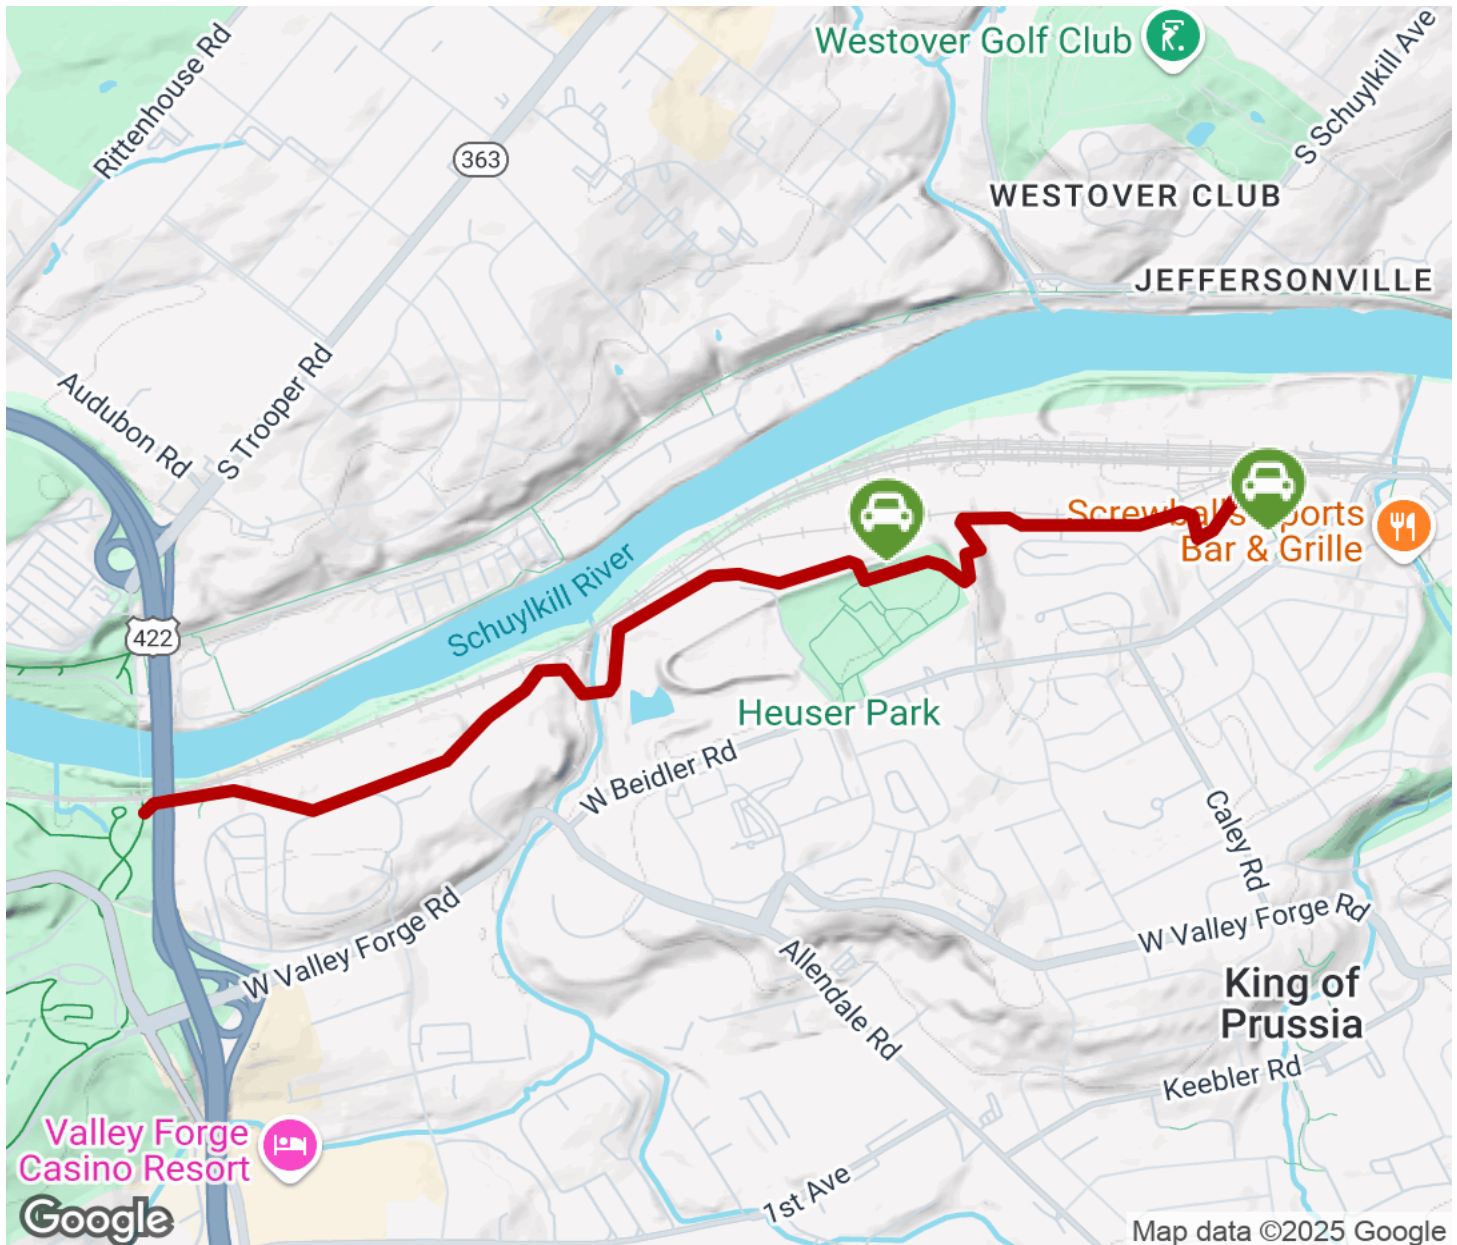 Rittenhouse Rd
Westover Golf Club
S Schuylkill Ave
363
WESTOVER CLUB
JEFFERSONVILLE
Audubon Rd
S Trooper Rd
Schuylkill River
422
Screwball's Sports
Bar & Grille
Heuser Park
W Beidler Rd
Caley Rd
W Valley Forge Rd
W Valley Forge Rd
Allendale Rd
King of
Prussia
Keebler Rd
Valley Forge
Casino Resort
1st Ave
Google
Map data ©2025 Google